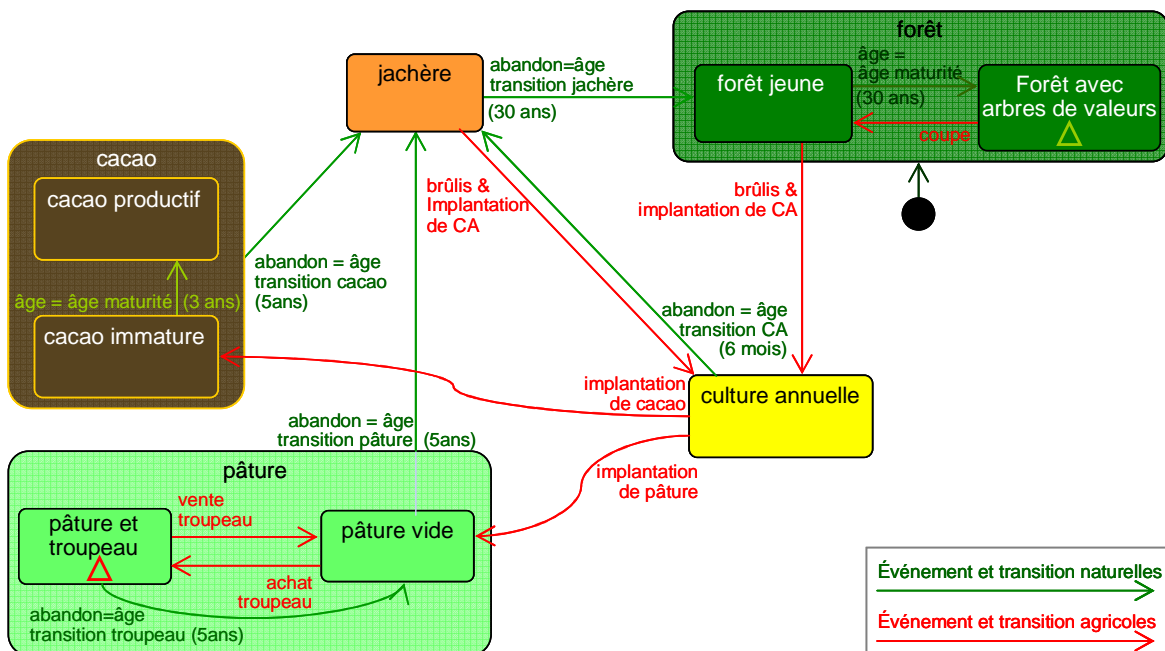 forêt
jachère
abandon=âge
transition jachère
(30 ans)
forêt jeune
âge =
âge maturité
(30 ans)
Forêt avec
arbres de valeurs
coupe
cacao
cacao productif
brûlis &
Implantation
de CA
brûlis &
implantation de CA
abandon = âge
transition cacao
(5ans)
âge = âge maturité (3 ans)
cacao immature
abandon = âge
transition CA
(6 mois)
implantation
de cacao
culture annuelle
abandon = âge
transition pâture (5ans)
pâture
implantation
de pâture
vente
troupeau
pâture et
troupeau
pâture vide
achat
troupeau
abandon=âge
transition troupeau (5ans)
Événement et transition naturelles
Événement et transition agricoles